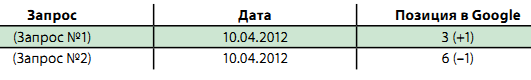 Запрос Дата Позиция в Google
(Запрос №1) 10.04.2012 3 (+1)
(Запрос №2) 10.04.2012 6 (–1)